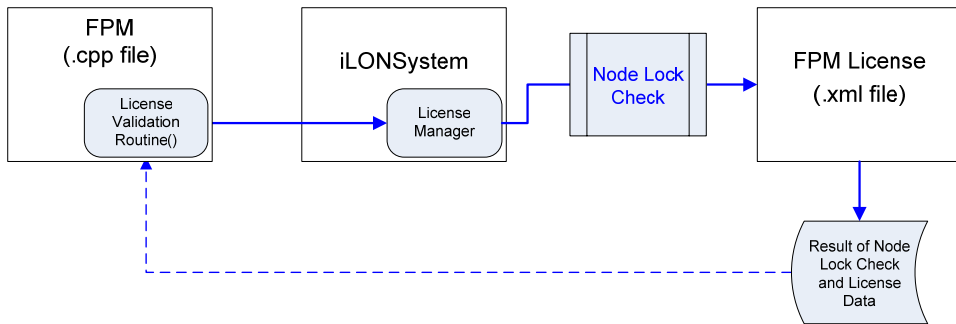 FPM
(.cpp file)
License
Validation
Routine()
iLONSystem
License
Manager
Node Lock
Check
FPM License
(.xml file)
Result of Node
Lock Check
and License
Data